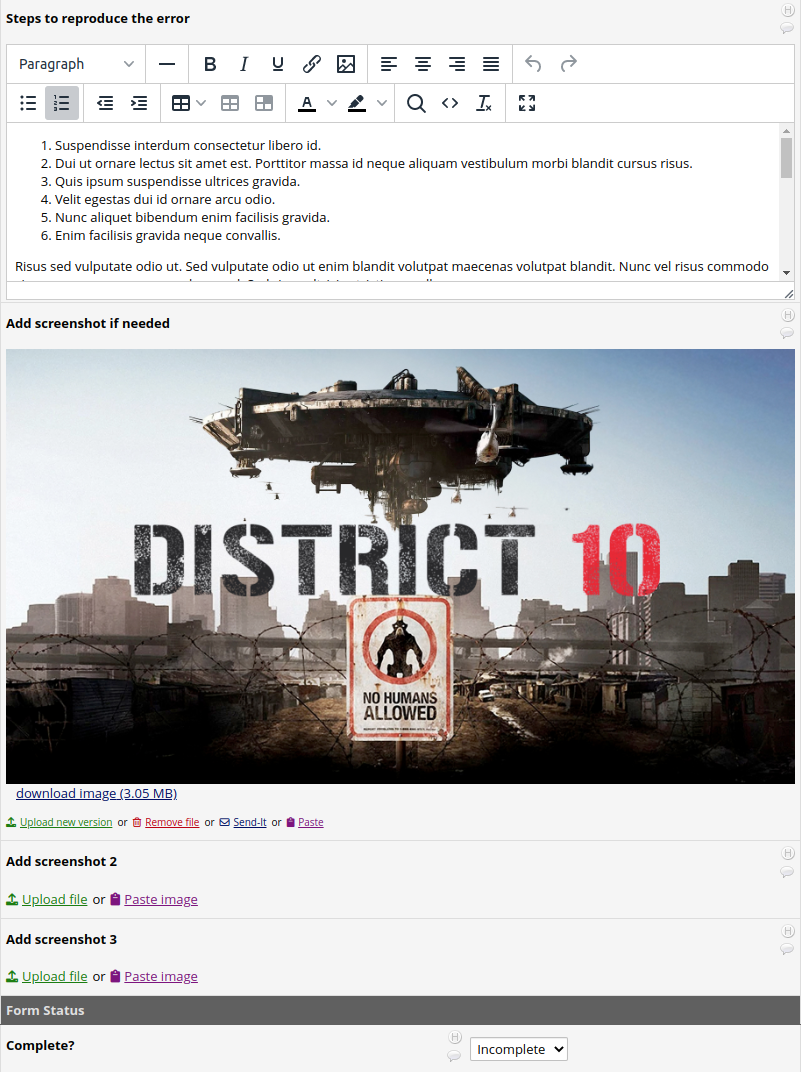 Steps to reproduce the error
H
Paragraph
B I U
A
1. Suspendisse interdum consectetur libero id.
2. Dui ut ornare lectus sit amet est. Porttitor massa id neque aliquam vestibulum morbi blandit cursus risus.
3. Quis ipsum suspendisse ultrices gravida.
4. Velit egestas dui id ornare arcu odio.
5. Nunc aliquet bibendum enim facilisis gravida.
6. Enim facilisis gravida neque convallis.
Risus sed vulputate odio ut. Sed vulputate odio ut enim blandit volutpat maecenas volutpat blandit. Nunc vel risus commodo
Add screenshot if needed
H
DISTRICT 10
NO HUMANS
ALLOWED
download image (3.05 MB)
Upload new version or Remove file or Send-It or Paste
Add screenshot 2
H
Upload file or Paste image
Add screenshot 3
H
Upload file or Paste image
Form Status
Complete?
H
Incomplete